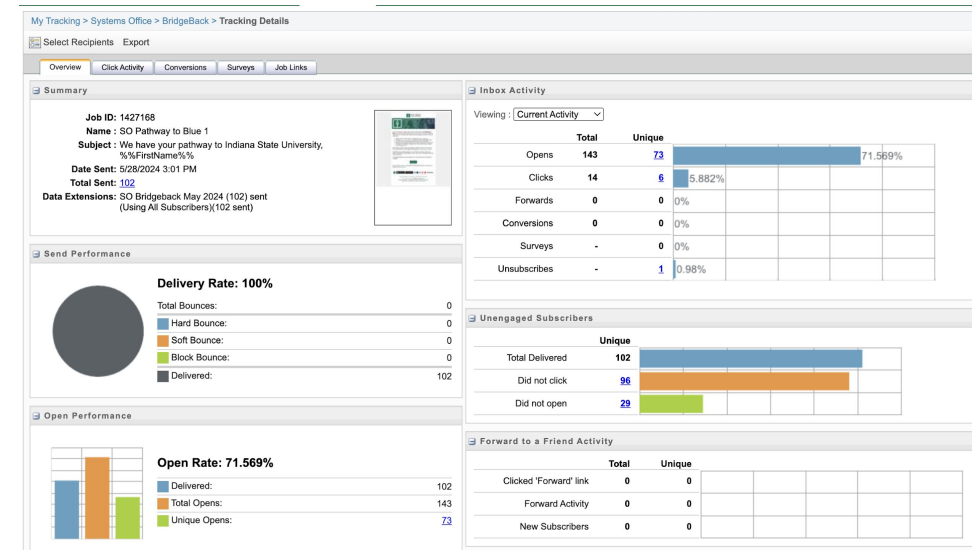 My Tracking > Systems Office > BridgeBack > Tracking Details
Select Recipients Export
Overview Click Activity Conversions Surveys Job Links
Summary
Job ID: 1427168
Name : SO Pathway to Blue 1
Subject : We have your pathway to Indiana State University,
%%FirstName%%
Date Sent: 5/28/2024 3:01 PM
Total Sent: 102
Data Extensions: SO Bridgeback May 2024 (102) sent
(Using All Subscribers)(102 sent)
Send Performance
Delivery Rate: 100%
Total Bounces: 0
Hard Bounce: 0
Soft Bounce: 0
Block Bounce: 0
Delivered: 102
Open Performance
Open Rate: 71.569%
Delivered: 102
Total Opens: 143
Unique Opens: 73
Inbox Activity
Viewing : Current Activity
Total Unique
Opens 143 73 71.569%
Clicks 14 6 5.882%
Forwards 0 0 0%
Conversions 0 0 0%
Surveys - 0 0%
Unsubscribes - 1 0.98%
Unengaged Subscribers
Unique
Total Delivered 102
Did not click 96
Did not open 29
Forward to a Friend Activity
Total Unique
Clicked 'Forward' link 0 0
Forward Activity 0 0
New Subscribers 0 0